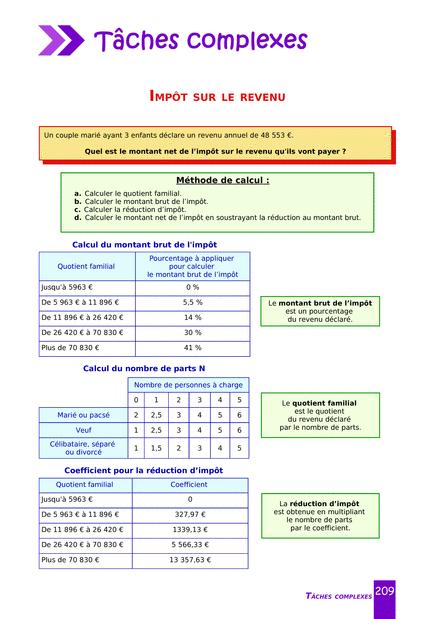 Tâches complexes
IMPÔT SUR LE REVENU
Un couple marié ayant 3 enfants déclare un revenu annuel de 48 553 €.
Quel est le montant net de l'impôt sur le revenu qu'ils vont payer ?
Méthode de calcul :
a. Calculer le quotient familial.
b. Calculer le montant brut de l'impôt.
c. Calculer la réduction d'impôt.
d. Calculer le montant net de l'impôt en soustrayant la réduction au montant brut.
Calcul du montant brut de l'impôt
Quotient familial
Pourcentage à appliquer
pour calculer
le montant brut de l'impôt
Jusqu'à 5963 € 0 %
De 5 963 € à 11 896 € 5,5 %
De 11 896 € à 26 420 € 14 %
De 26 420 € à 70 830 € 30 %
Plus de 70 830 € 41 %
Le montant brut de l'impôt
est un pourcentage
du revenu déclaré.
Calcul du nombre de parts N
Nombre de personnes à charge
0 1 2 3 4 5
Marié ou pacsé 2 2,5 3 4 5 6
Veuf 1 2,5 3 4 5 6
Célibataire, séparé
ou divorcé
1 1,5 2 3 4 5
Le quotient familial
est le quotient
du revenu déclaré
par le nombre de parts.
Coefficient pour la réduction d'impôt
Quotient familial Coefficient
Jusqu'à 5963 € 0
De 5 963 € à 11 896 € 327,97 €
De 11 896 € à 26 420 € 1339,13 €
De 26 420 € à 70 830 € 5 566,33 €
Plus de 70 830 € 13 357,63 €
La réduction d'impôt
est obtenue en multipliant
le nombre de parts
par le coefficient.
TÂCHES COMPLEXES 209